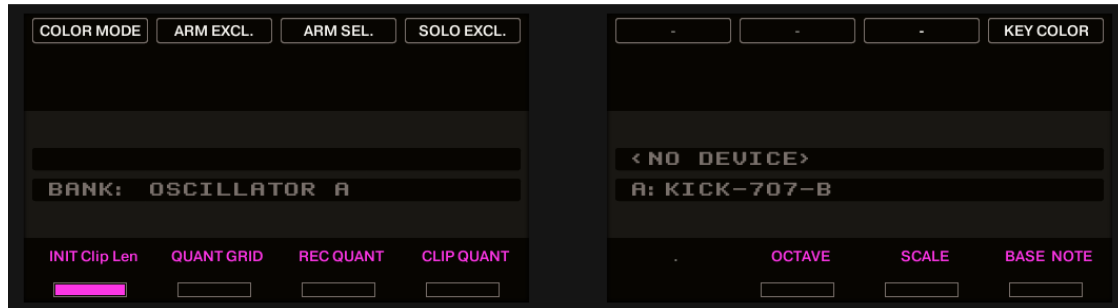 COLOR MODE ARM EXCL. ARM SEL. SOLO EXCL.
- - - KEY COLOR
<NO DEVICE>
BANK: OSCILLATOR A
A: KICK-707-B
INIT Clip Len QUANT GRID REC QUANT CLIP QUANT
. OCTAVE SCALE BASE NOTE